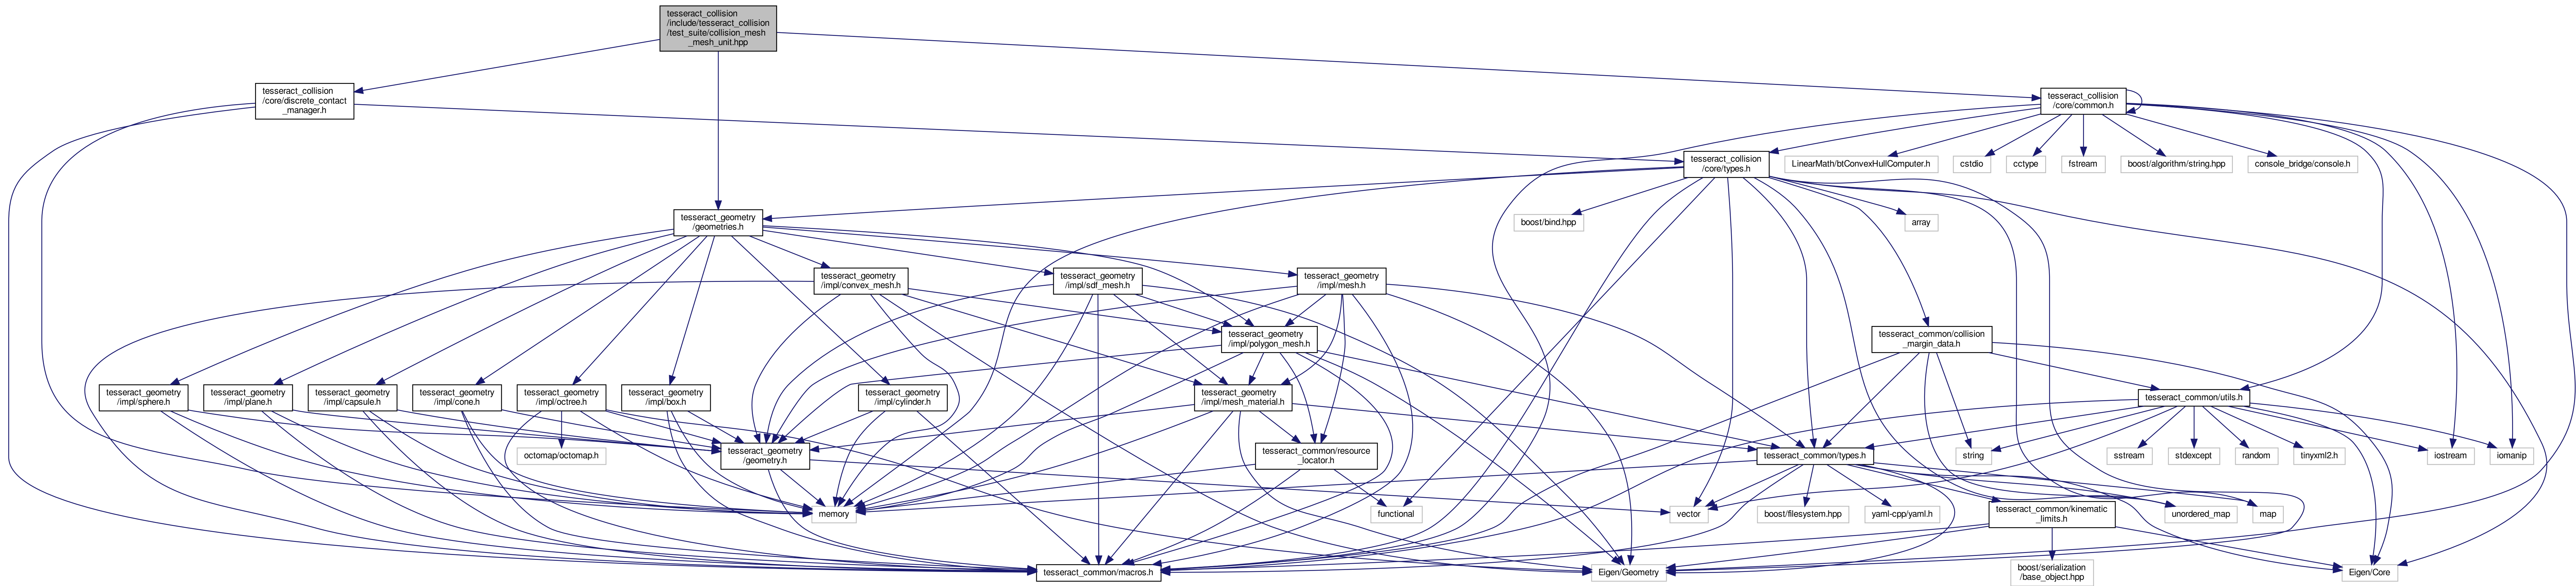 tesseract_collision
/include/tesseract_collision
/test_suite/collision_mesh
_mesh_unit.hpp
tesseract_collision
/core/discrete_contact
_manager.h
tesseract_collision
/core/common.h
tesseract_collision
/core/types.h
LinearMath/btConvexHullComputer.h
cstdio
cctype
fstream
boost/algorithm/string.hpp
console_bridge/console.h
tesseract_geometry
/geometries.h
boost/bind.hpp
array
tesseract_geometry
/impl/convex_mesh.h
tesseract_geometry
/impl/sdf_mesh.h
tesseract_geometry
/impl/mesh.h
tesseract_geometry
/impl/polygon_mesh.h
tesseract_common/collision
_margin_data.h
tesseract_geometry
/impl/sphere.h
tesseract_geometry
/impl/plane.h
tesseract_geometry
/impl/capsule.h
tesseract_geometry
/impl/cone.h
tesseract_geometry
/impl/octree.h
tesseract_geometry
/impl/box.h
tesseract_geometry
/impl/cylinder.h
tesseract_geometry
/impl/mesh_material.h
tesseract_common/utils.h
octomap/octomap.h
tesseract_geometry
/geometry.h
tesseract_common/resource
_locator.h
tesseract_common/types.h
string
sstream
stdexcept
random
tinyxml2.h
iostream
iomanip
memory
functional
vector
boost/filesystem.hpp
yaml-cpp/yaml.h
tesseract_common/kinematic
_limits.h
unordered_map
map
tesseract_common/macros.h
Eigen/Geometry
boost/serialization
/base_object.hpp
Eigen/Core